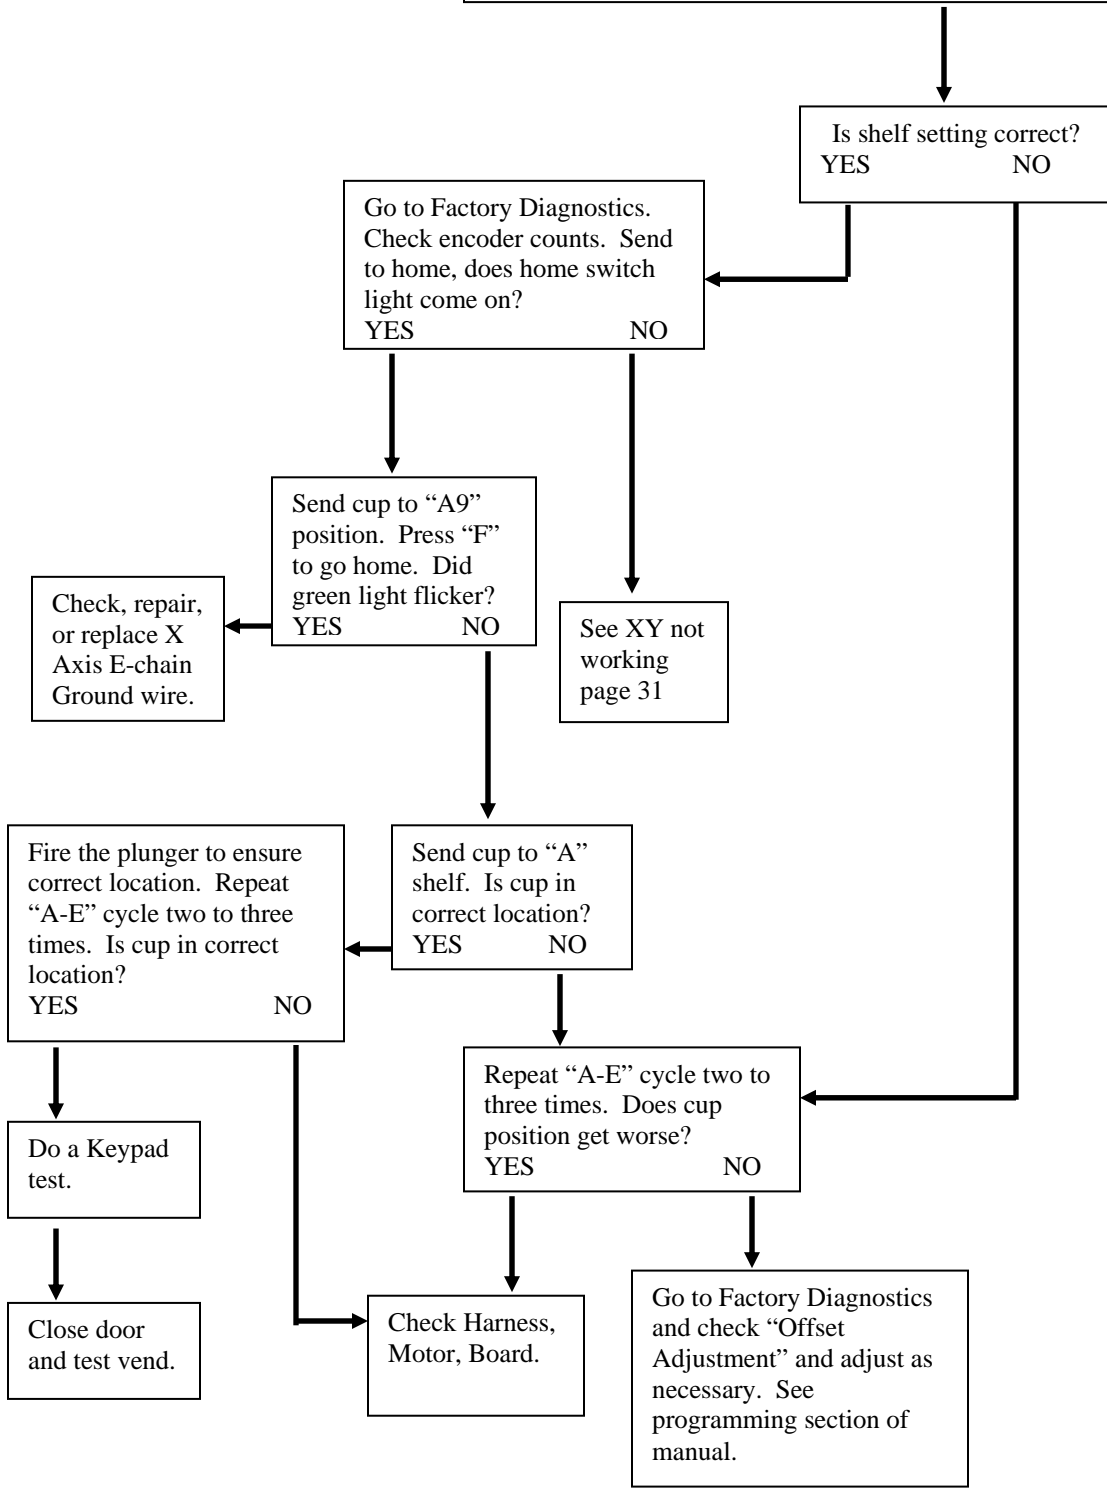 Is shelf setting correct?
YES NO
Go to Factory Diagnostics.
Check encoder counts. Send
to home, does home switch
light come on?
YES NO
Send cup to “A9”
position. Press “F”
to go home. Did
green light flicker?
YES NO
Check, repair,
or replace X
Axis E-chain
Ground wire.
See XY not
working
page 31
Fire the plunger to ensure
correct location. Repeat
“A-E” cycle two to three
times. Is cup in correct
location?
YES NO
Send cup to “A”
shelf. Is cup in
correct location?
YES NO
Repeat “A-E” cycle two to
three times. Does cup
position get worse?
YES NO
Do a Keypad
test.
Close door
and test vend.
Check Harness,
Motor, Board.
Go to Factory Diagnostics
and check “Offset
Adjustment” and adjust as
necessary. See
programming section of
manual.